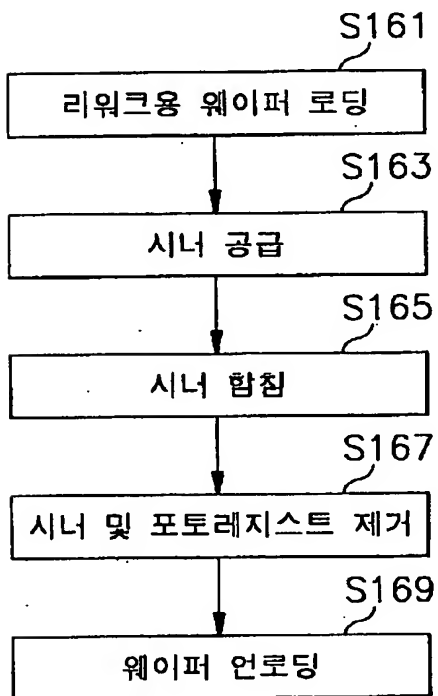 S161
리워크용 웨이퍼 로딩
S163
시너 공급
S165
시너 함침
S167
시너 및 포토레지스트 제거
S169
웨이퍼 언로딩